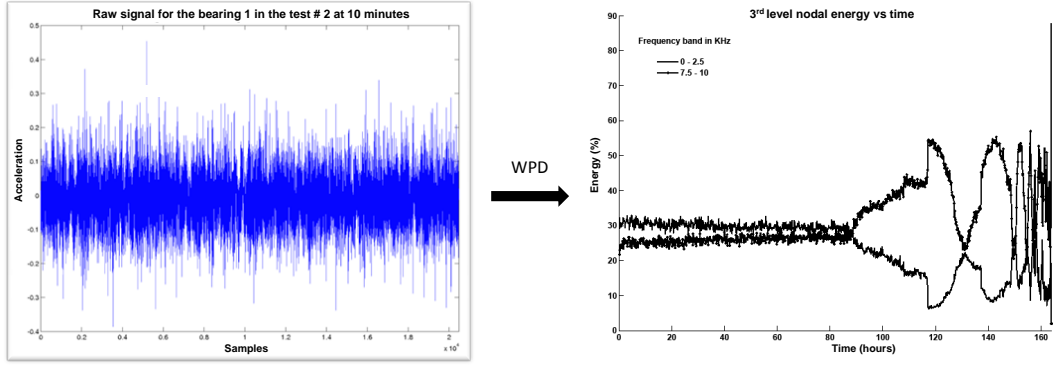 Raw signal for the bearing 1 in the test # 2 at 10 minutes
0.5
0.4
0.3
0.2
0.1
0
-0.1
-0.2
-0.3
-0.4
Acceleration
0 0.2 0.4 0.6 0.8 1 1.2 1.4 1.6 1.8 2
x 10⁴
Samples
WPD
3rd level nodal energy vs time
Frequency band in KHz
0 - 2.5
7.5 - 10
90
80
70
60
50
40
30
20
10
0
Energy (%)
0 20 40 60 80 100 120 140 160
Time (hours)